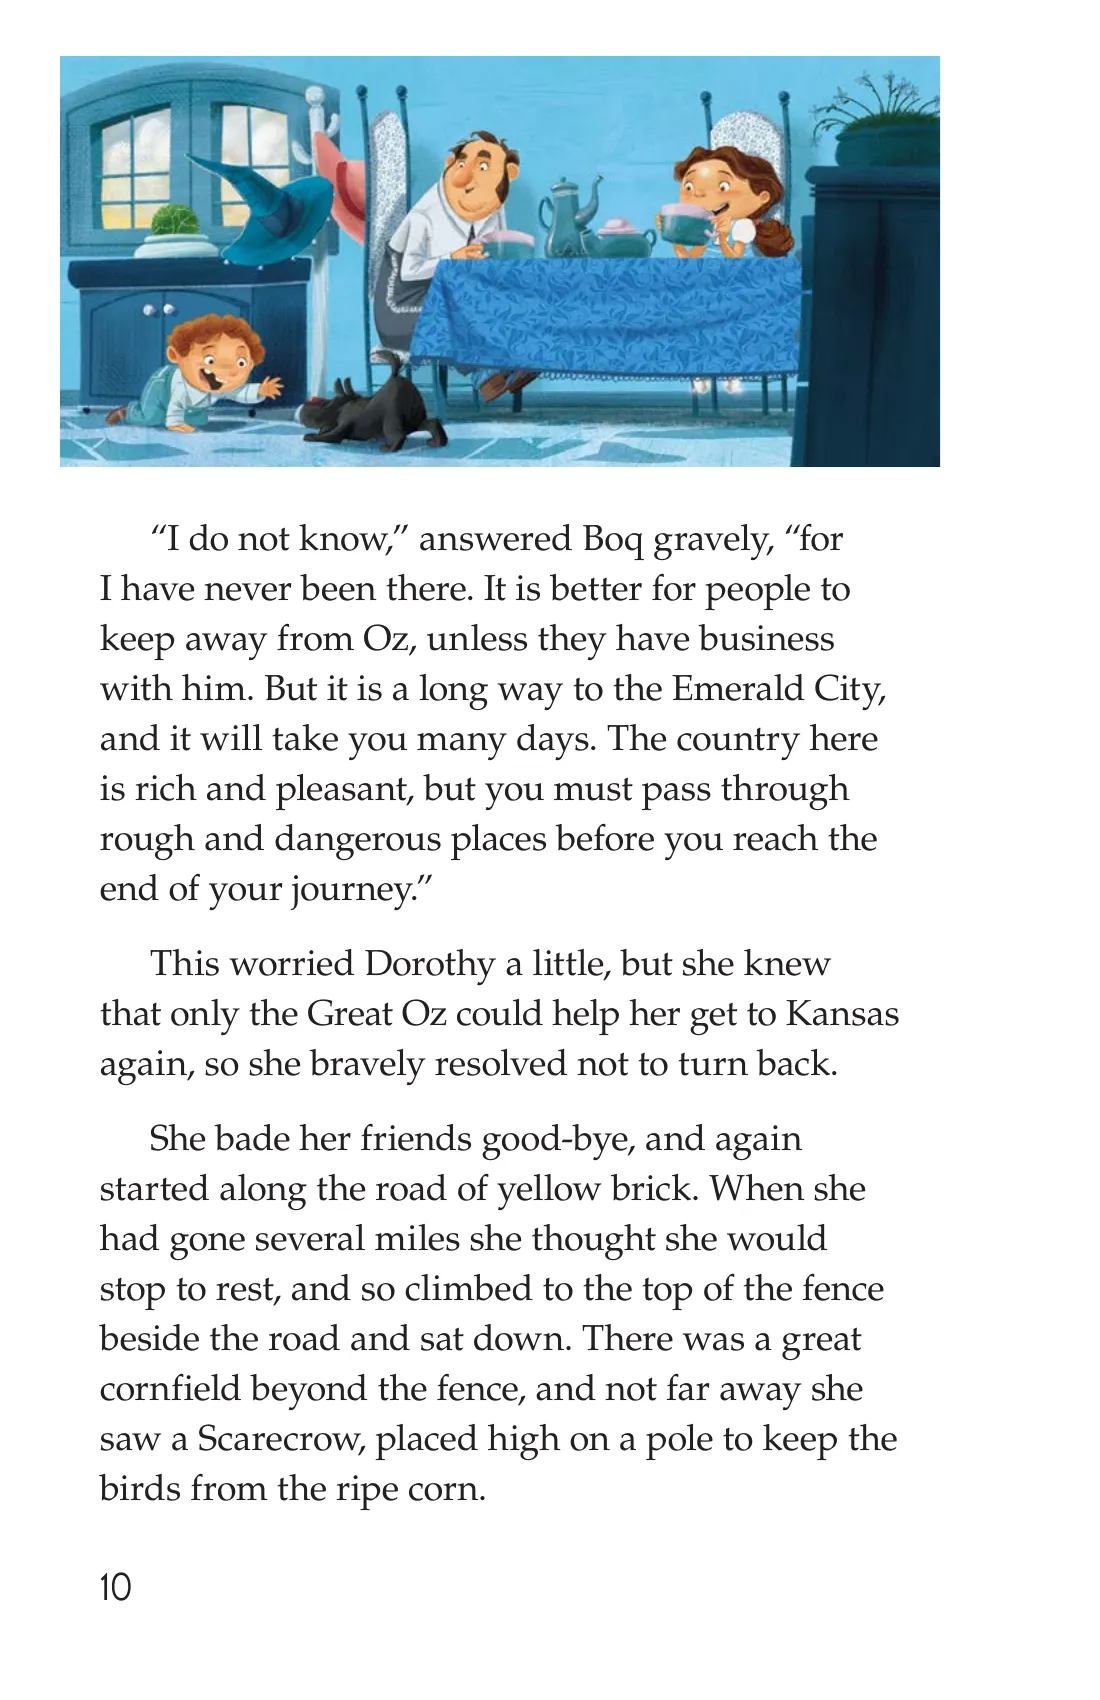 “I do not know,” answered Boq gravely, “for
I have never been there. It is better for people to
keep away from Oz, unless they have business
with him. But it is a long way to the Emerald City,
and it will take you many days. The country here
is rich and pleasant, but you must pass through
rough and dangerous places before you reach the
end of your journey.”
This worried Dorothy a little, but she knew
that only the Great Oz could help her get to Kansas
again, so she bravely resolved not to turn back.
She bade her friends good-bye, and again
started along the road of yellow brick. When she
had gone several miles she thought she would
stop to rest, and so climbed to the top of the fence
beside the road and sat down. There was a great
cornfield beyond the fence, and not far away she
saw a Scarecrow, placed high on a pole to keep the
birds from the ripe corn.
10